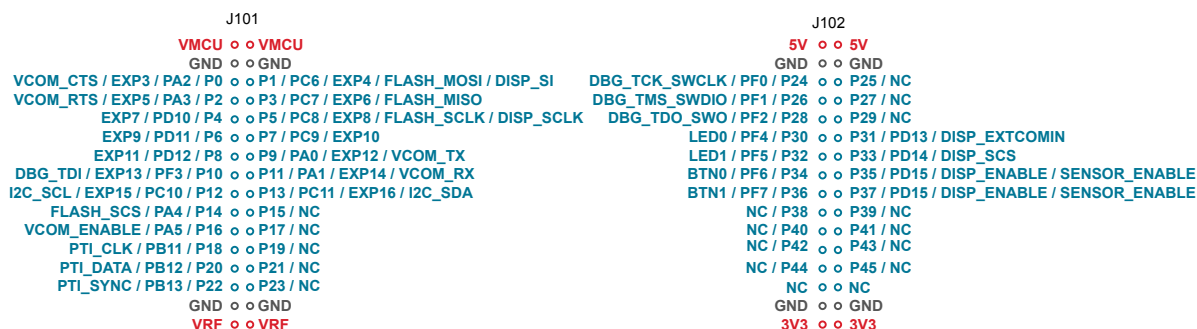 J101
VMCU VMCU
GND GND
VCOM_CTS / EXP3 / PA2 / P0 P1 / PC6 / EXP4 / FLASH_MOSI / DISP_SI
VCOM_RTS / EXP5 / PA3 / P2 P3 / PC7 / EXP6 / FLASH_MISO
EXP7 / PD10 / P4 P5 / PC8 / EXP8 / FLASH_SCLK / DISP_SCLK
EXP9 / PD11 / P6 P7 / PC9 / EXP10
EXP11 / PD12 / P8 P9 / PA0 / EXP12 / VCOM_TX
DBG_TDI / EXP13 / PF3 / P10 P11 / PA1 / EXP14 / VCOM_RX
I2C_SCL / EXP15 / PC10 / P12 P13 / PC11 / EXP16 / I2C_SDA
FLASH_SCS / PA4 / P14 P15 / NC
VCOM_ENABLE / PA5 / P16 P17 / NC
PTI_CLK / PB11 / P18 P19 / NC
PTI_DATA / PB12 / P20 P21 / NC
PTI_SYNC / PB13 / P22 P23 / NC
GND GND
VRF VRF
J102
5V 5V
GND GND
DBG_TCK_SWCLK / PF0 / P24 P25 / NC
DBG_TMS_SWDIO / PF1 / P26 P27 / NC
DBG_TDO_SWO / PF2 / P28 P29 / NC
LED0 / PF4 / P30 P31 / PD13 / DISP_EXTCOMIN
LED1 / PF5 / P32 P33 / PD14 / DISP_SCS
BTN0 / PF6 / P34 P35 / PD15 / DISP_ENABLE / SENSOR_ENABLE
BTN1 / PF7 / P36 P37 / PD15 / DISP_ENABLE / SENSOR_ENABLE
NC / P38 P39 / NC
NC / P40 P41 / NC
NC / P42 P43 / NC
NC / P44 P45 / NC
NC NC
GND GND
3V3 3V3